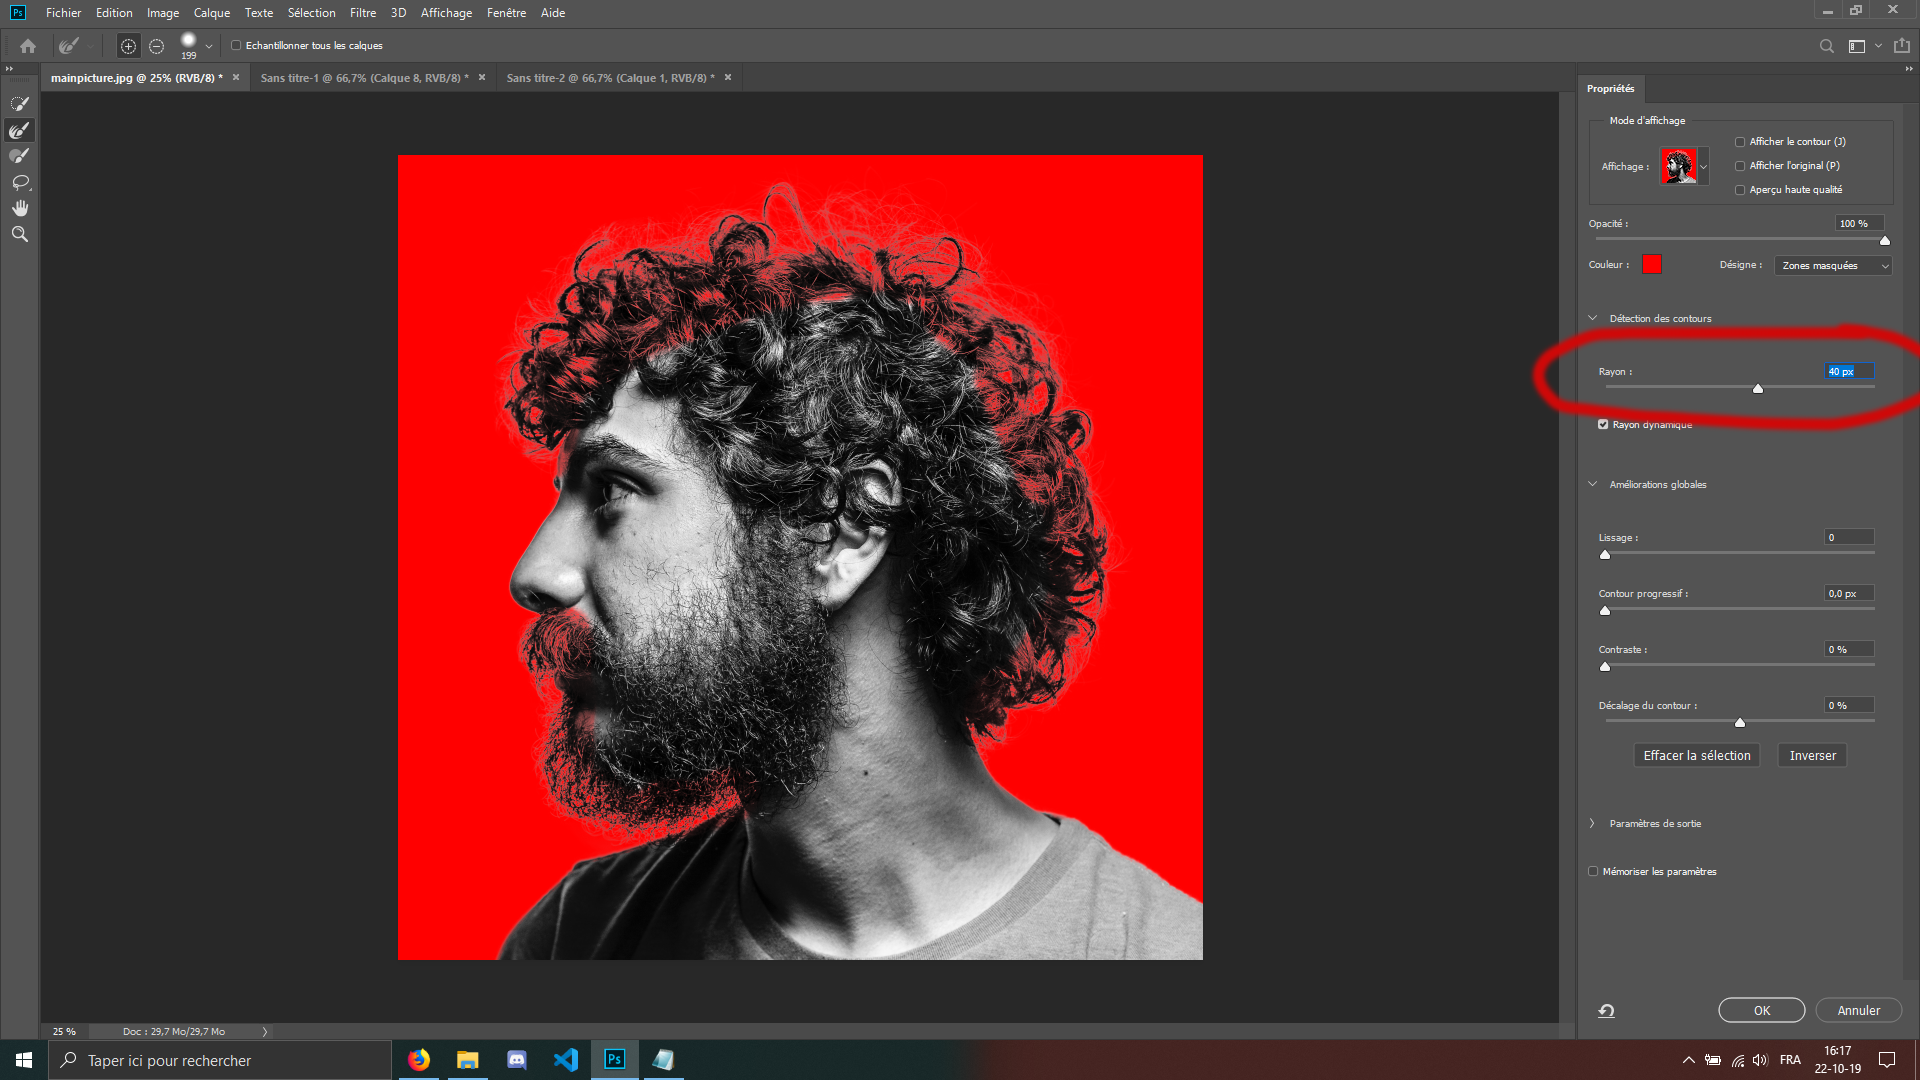 Ps Fichier Edition Image Calque Texte Sélection Filtre 3D Affichage Fenêtre Aide
199 Echantillonner tous les calques
mainpicture.jpg @ 25% (RVB/8) * Sans titre-1 @ 66,7% (Calque 8, RVB/8) * Sans titre-2 @ 66,7% (Calque 1, RVB/8) *
Propriétés
Mode d'affichage
Affichage :
Afficher le contour (J)
Afficher l'original (P)
Aperçu haute qualité
Opacité : 100 %
Couleur : Désigne : Zones masquées
Détection des contours
Rayon : 40 px
Rayon dynamique
Améliorations globales
Lissage : 0
Contour progressif : 0,0 px
Contraste : 0 %
Décalage du contour : 0 %
Effacer la sélection Inverser
Paramètres de sortie
Mémoriser les paramètres
OK Annuler
25 % Doc : 29,7 Mo/29,7 Mo
Taper ici pour rechercher
Ps
FRA
16:17
22-10-19